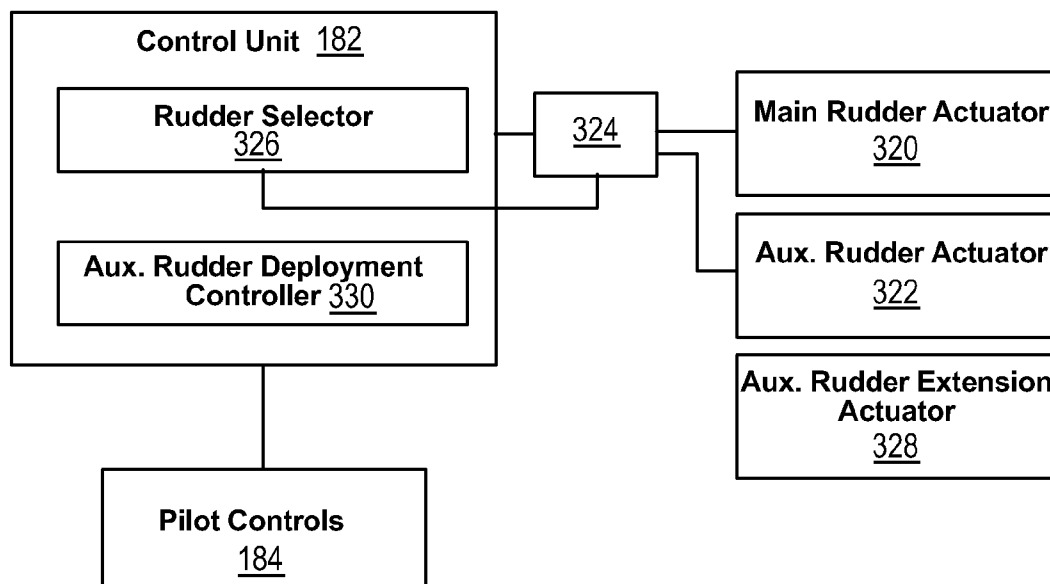 Control Unit 182
Rudder Selector
326
Aux. Rudder Deployment
Controller 330
324
Main Rudder Actuator
320
Aux. Rudder Actuator
322
Aux. Rudder Extension
Actuator
328
Pilot Controls
184